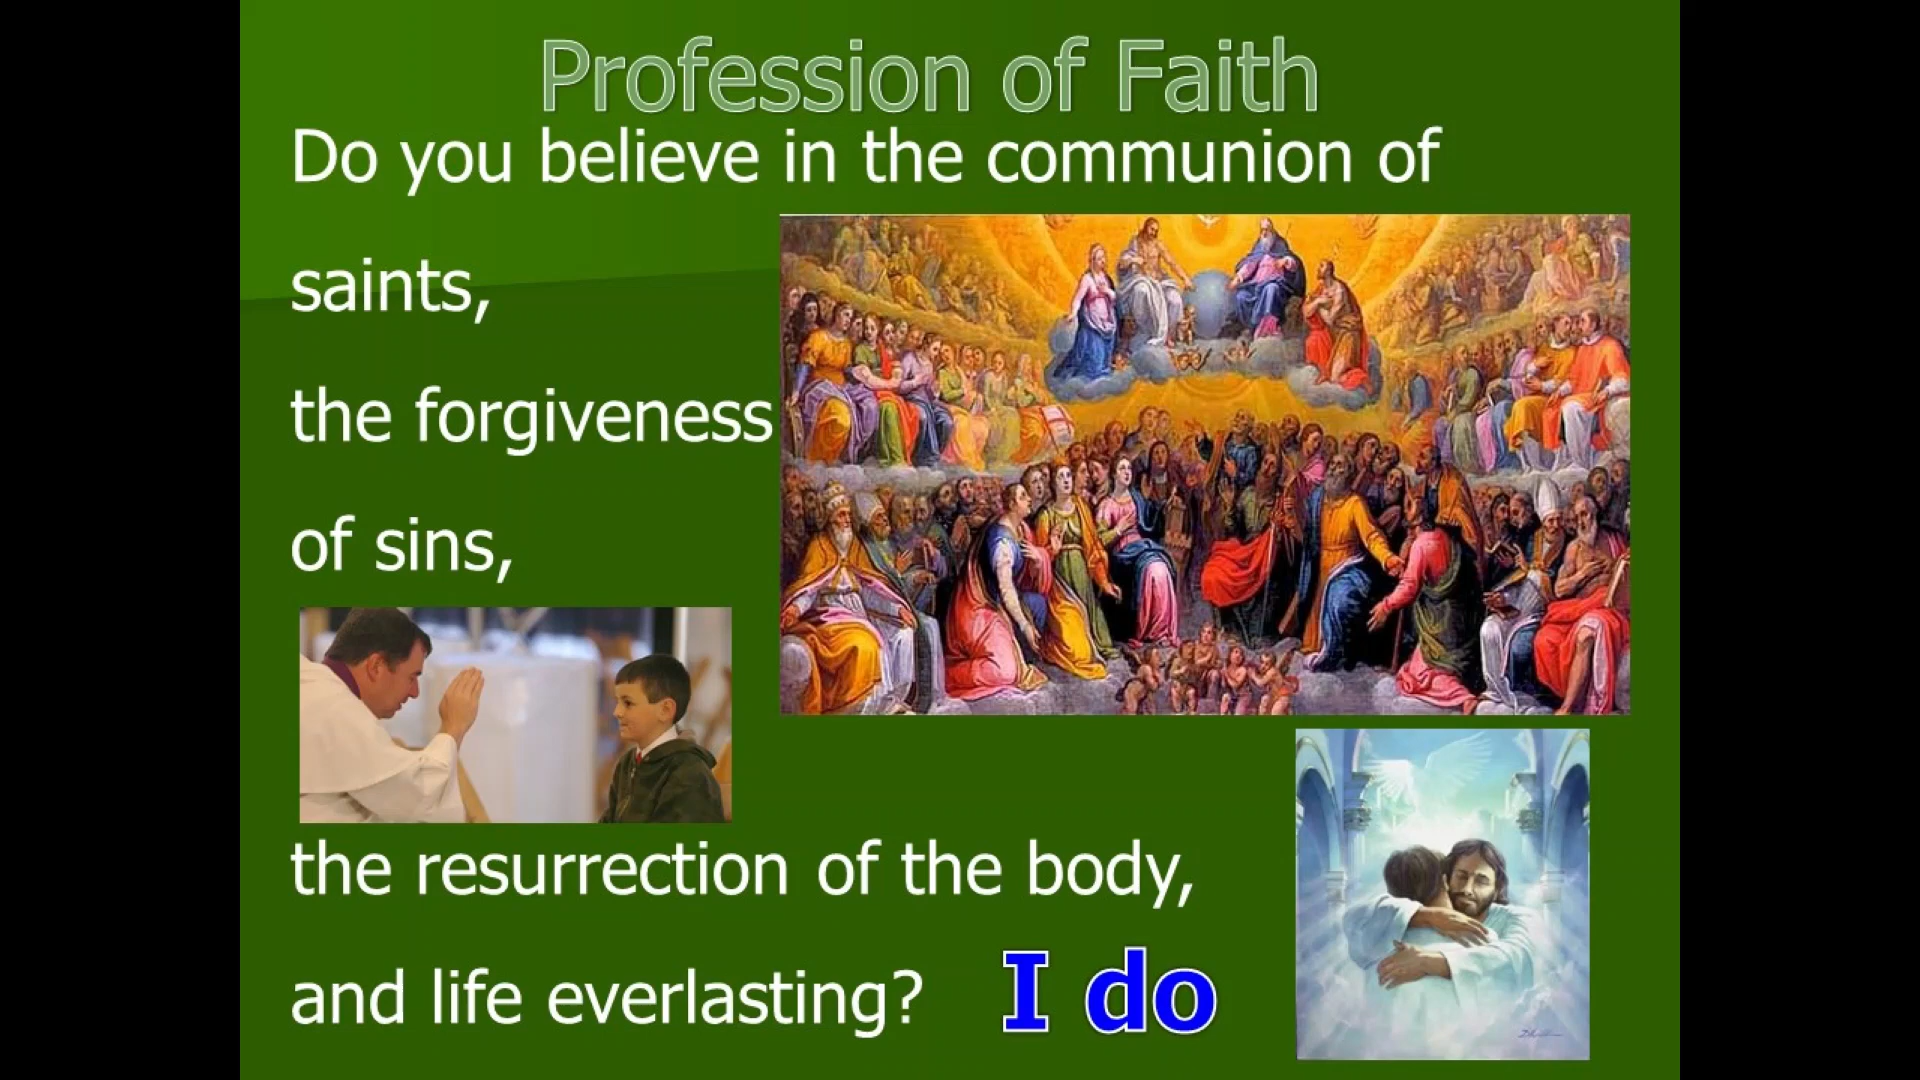 Profession of Faith
Do you believe in the communion of
saints,
the forgiveness
of sins,
the resurrection of the body,
and life everlasting? I do